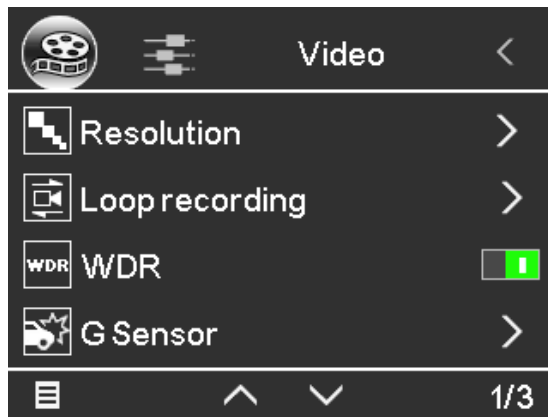 Video
Resolution
Loop recording
WDR WDR
G Sensor
1/3